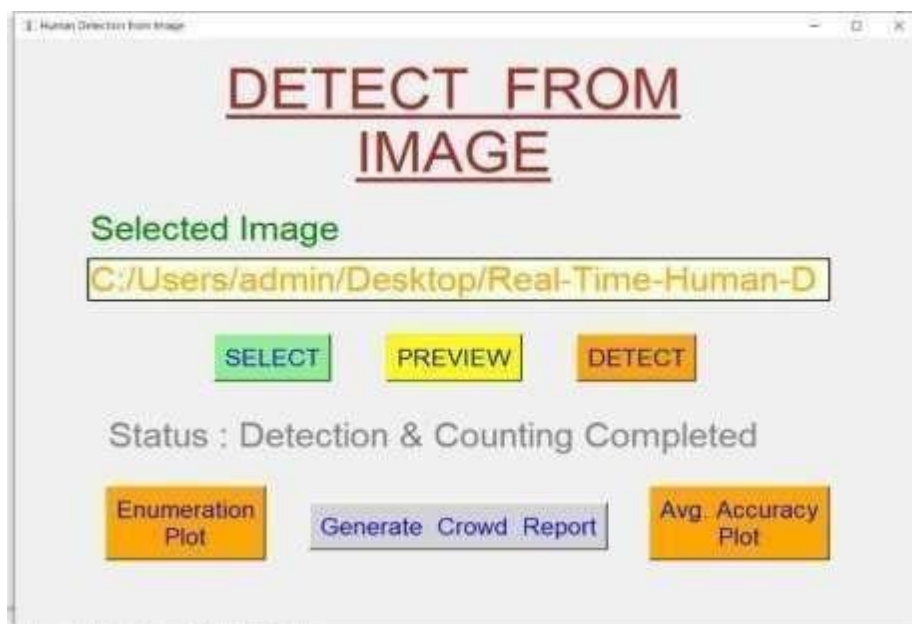 Human Detection from Image
DETECT FROM
IMAGE
Selected Image
C:/Users/admin/Desktop/Real-Time-Human-D
SELECT PREVIEW DETECT
Status : Detection & Counting Completed
Enumeration
Plot
Generate Crowd Report
Avg. Accuracy
Plot